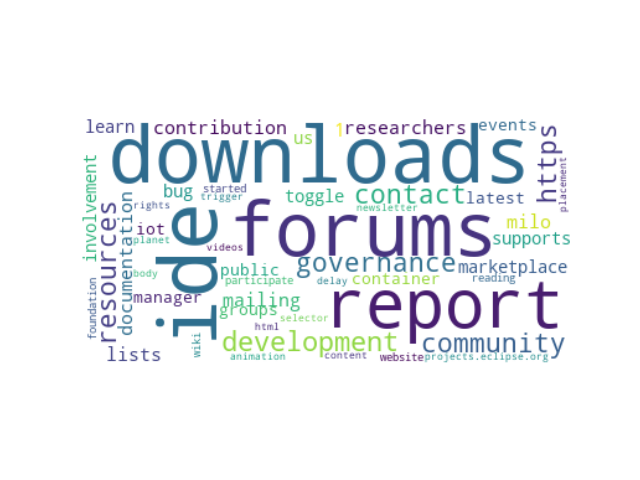 learn
contribution
us
1
researchers
events
downloads
https
placement
involvement
bug
started
trigger
toggle
contact
latest
rights
newsletter
resources
documentation
ide
forums
milo
supports
iot
planet
videos
governance
marketplace
body
public
participate
delay
container
reading
foundation
manager
mailing
groups
report
selector
html
wiki
development
community
lists
animation
content
website
projects.eclipse.org